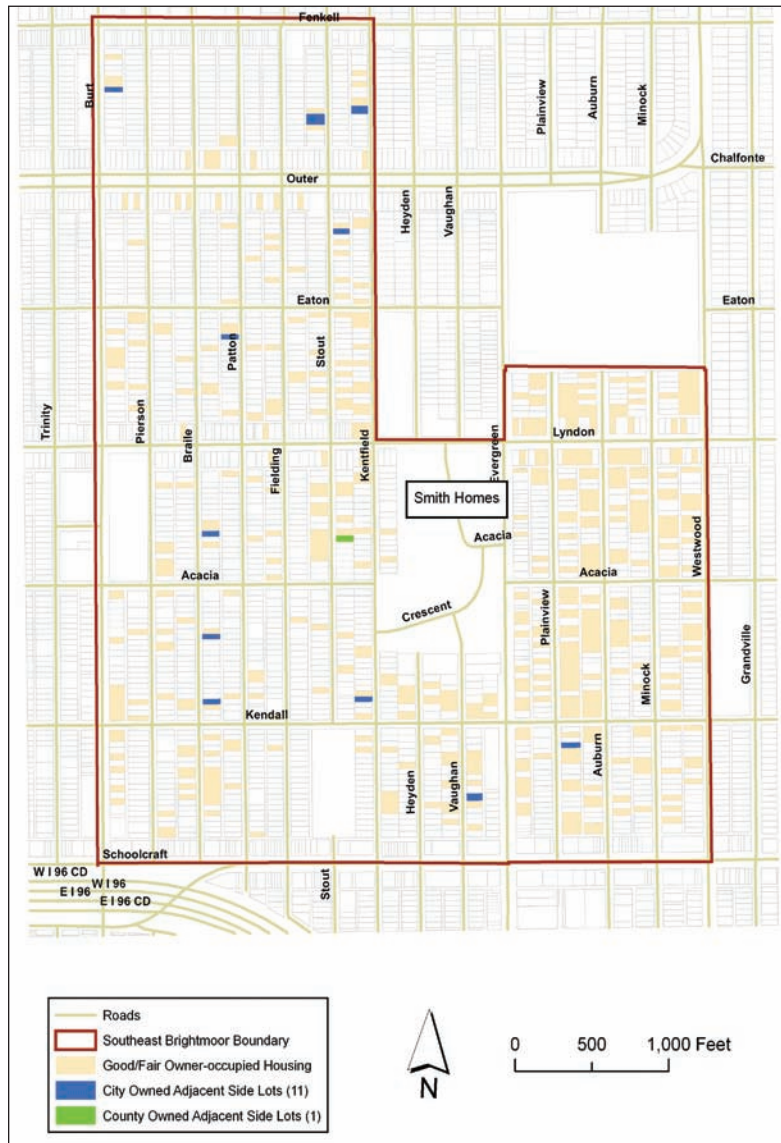 Fenkell
Burt
Plainview
Auburn
Minock
Chalfonte
Outer
Heyden
Vaughan
Eaton
Eaton
Patton
Stout
Trinity
Pierson
Braile
Fielding
Kentfield
Lyndon
Evergreen
Smith Homes
Acacia
Westwood
Acacia
Acacia
Crescent
Plainview
Minock
Grandville
Kendall
Heyden
Vaughan
Auburn
Schoolcraft
W I 96 CD
W I 96
E I 96
E I 96 CD
Stout
Roads
Southeast Brightmoor Boundary
Good/Fair Owner-occupied Housing
City Owned Adjacent Side Lots (11)
County Owned Adjacent Side Lots (1)
N
0 500 1,000 Feet